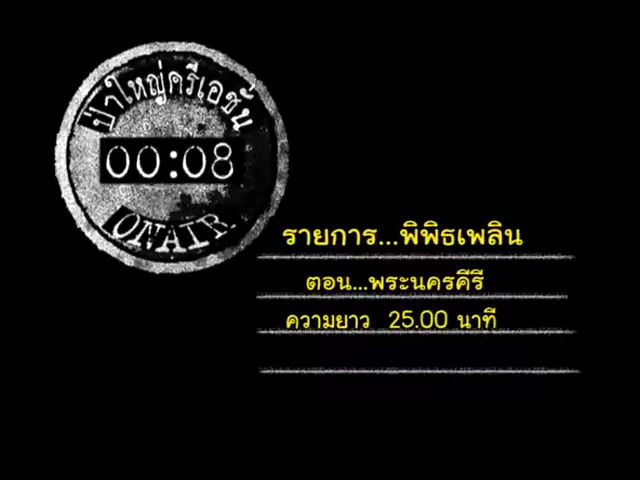 ป่าใหญ่ครีเอชั่น
00:08
ONAIR
รายการ...พิพิธเพลิน
ตอน...พระนครคีรี
ความยาว 25.00 นาที